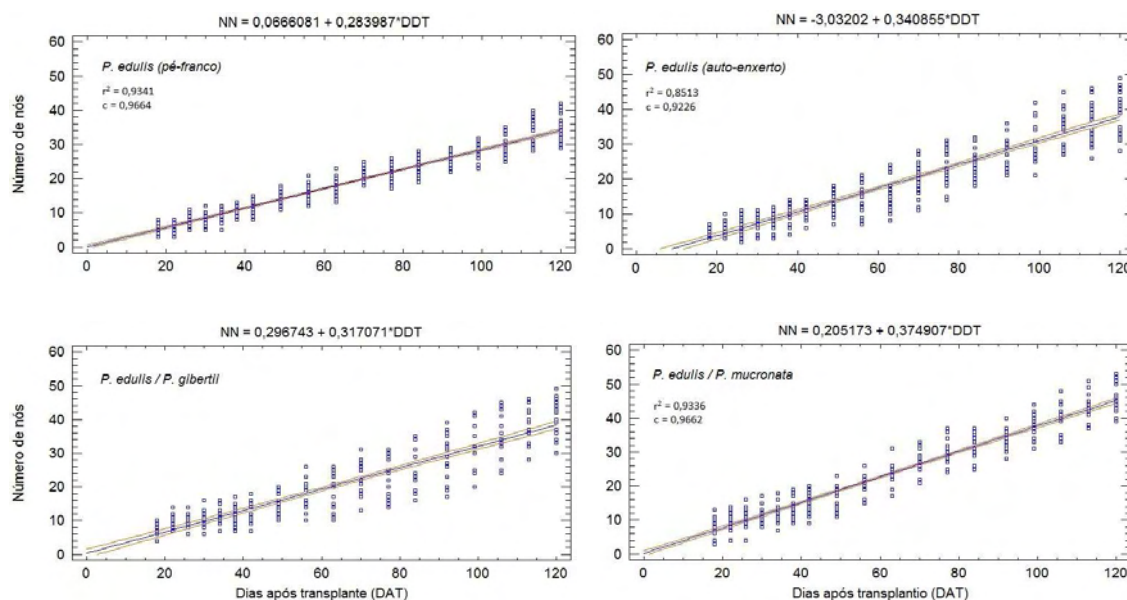 NN = 0,0666081 + 0,283987*DDT
60
50
40
30
20
10
0
Número de nós
P. edulis (pé-franco)
r² = 0,9341
c = 0,9664
0 20 40 60 80 100 120
NN = -3,03202 + 0,340855*DDT
60
50
40
30
20
10
0
P. edulis (auto-enxerto)
r² = 0,8513
c = 0,9226
0 20 40 60 80 100 120
NN = 0,296743 + 0,317071*DDT
60
50
40
30
20
10
0
Número de nós
P. edulis / P. gibertii
0 20 40 60 80 100 120
Dias após transplante (DAT)
NN = 0,205173 + 0,374907*DDT
60
50
40
30
20
10
0
P. edulis / P. mucronata
r² = 0,9336
c = 0,9662
0 20 40 60 80 100 120
Dias após transplantio (DAT)